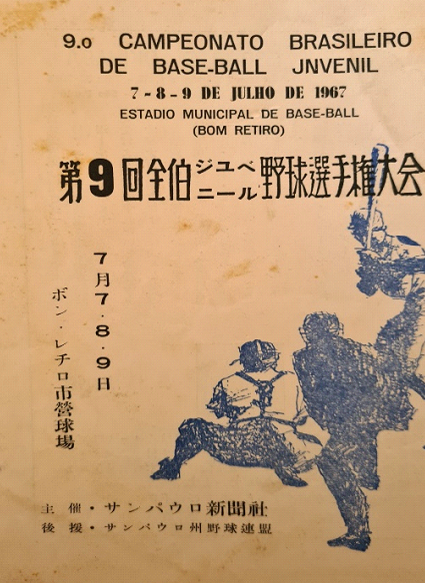 9.o CAMPEONATO BRASILEIRO
DE BASE-BALL JNVENIL
7-8-9 DE JULHO DE 1967
ESTADIO MUNICIPAL DE BASE-BALL
(BOM RETIRO)
第9回全伯ジユベニール野球選手権大会
7月7.8.9日
ボン・レチロ市営球場
主催・サンパウロ新聞社
後援・サンパウロ州野球連盟